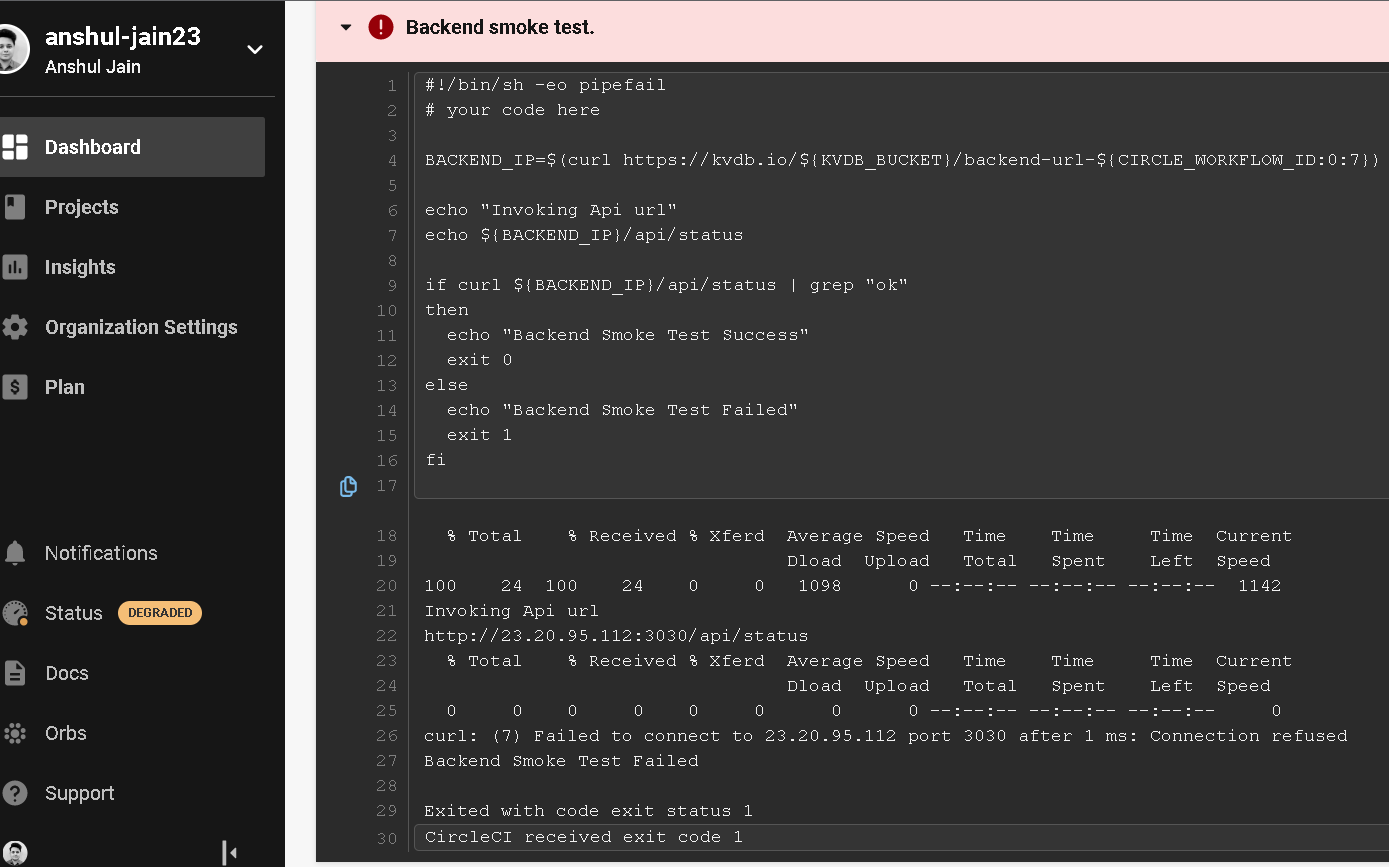 anshul-jain23
Anshul Jain
Dashboard
Projects
Insights
Organization Settings
Plan
Notifications
Status DEGRADED
Docs
Orbs
Support
Backend smoke test.
1 #!/bin/sh -eo pipefail
2 # your code here
3
4 BACKEND_IP=$(curl https://kvdb.io/${KVDB_BUCKET}/backend-url-${CIRCLE_WORKFLOW_ID:0:7})
5
6 echo "Invoking Api url"
7 echo ${BACKEND_IP}/api/status
8
9 if curl ${BACKEND_IP}/api/status | grep "ok"
10 then
11   echo "Backend Smoke Test Success"
12   exit 0
13 else
14   echo "Backend Smoke Test Failed"
15   exit 1
16 fi
17
18   % Total    % Received % Xferd  Average Speed   Time    Time     Time  Current
19                                  Dload  Upload   Total   Spent    Left  Speed
20 100    24  100    24    0     0   1098      0 --:--:-- --:--:-- --:--:--  1142
21 Invoking Api url
22 http://23.20.95.112:3030/api/status
23   % Total    % Received % Xferd  Average Speed   Time    Time     Time  Current
24                                  Dload  Upload   Total   Spent    Left  Speed
25   0     0    0     0    0     0      0      0 --:--:-- --:--:-- --:--:--     0
26 curl: (7) Failed to connect to 23.20.95.112 port 3030 after 1 ms: Connection refused
27 Backend Smoke Test Failed
28
29 Exited with code exit status 1
30 CircleCI received exit code 1